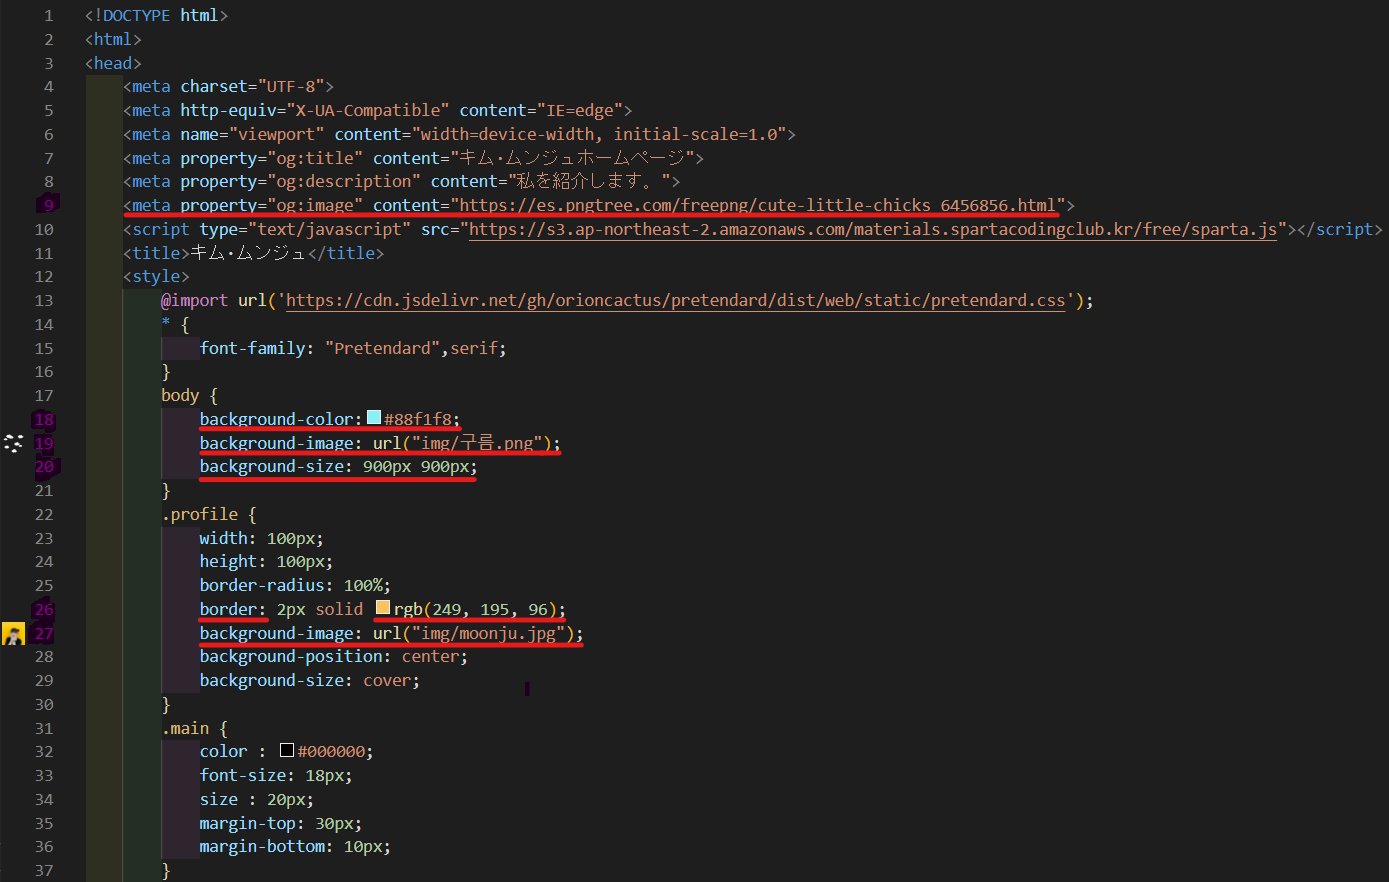 1 <!DOCTYPE html>
2 <html>
3 <head>
4 <meta charset="UTF-8">
5 <meta http-equiv="X-UA-Compatible" content="IE=edge">
6 <meta name="viewport" content="width=device-width, initial-scale=1.0">
7 <meta property="og:title" content="キム·ムンジュホームページ">
8 <meta property="og:description" content="私を紹介します。">
9 <meta property="og:image" content="https://es.pngtree.com/freepng/cute-little-chicks_6456856.html">
10 <script type="text/javascript" src="https://s3.ap-northeast-2.amazonaws.com/materials.spartacodingclub.kr/free/sparta.js"></script>
11 <title>キム·ムンジュ</title>
12 <style>
13 @import url('https://cdn.jsdelivr.net/gh/orioncactus/pretendard/dist/web/static/pretendard.css');
14 * {
15 font-family: "Pretendard",serif;
16 }
17 body {
18 background-color: #88f1f8;
19 background-image: url("img/구름.png");
20 background-size: 900px 900px;
21 }
22 .profile {
23 width: 100px;
24 height: 100px;
25 border-radius: 100%;
26 border: 2px solid rgb(249, 195, 96);
27 background-image: url("img/moonju.jpg");
28 background-position: center;
29 background-size: cover;
30 }
31 .main {
32 color : #000000;
33 font-size: 18px;
34 size : 20px;
35 margin-top: 30px;
36 margin-bottom: 10px;
37 }